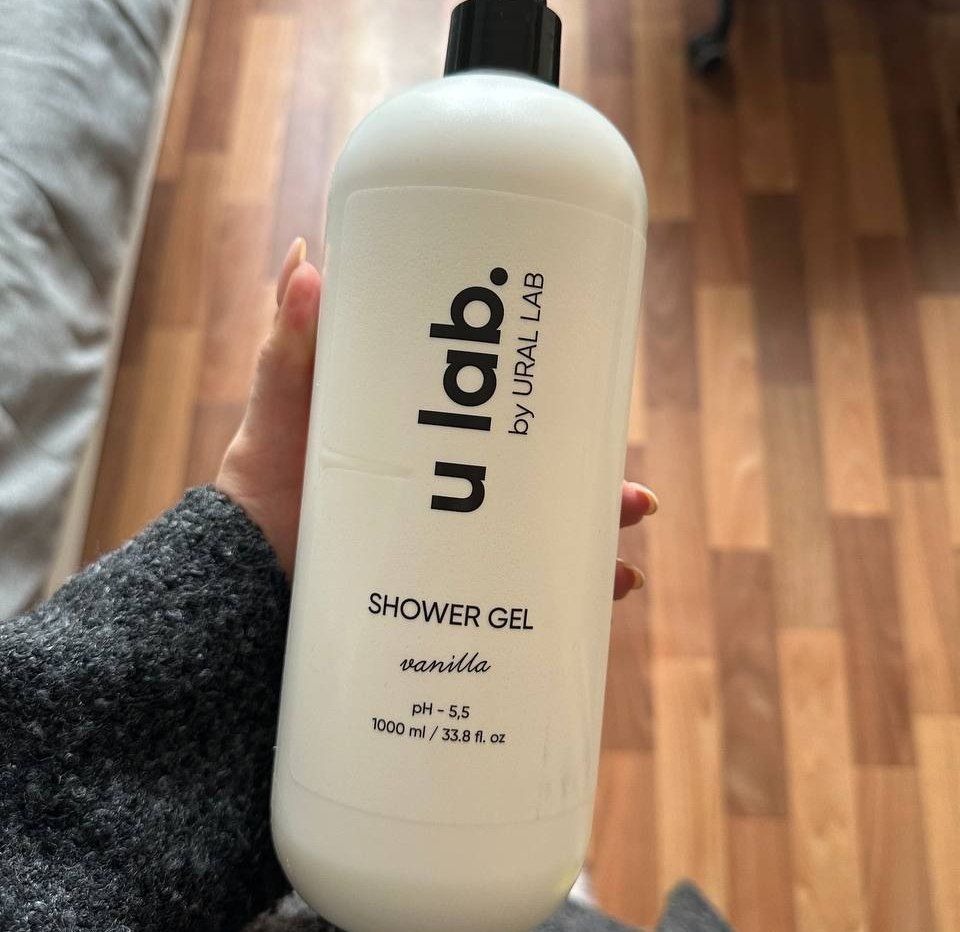 u lab.
by URAL LAB
SHOWER GEL
vanilla
pH - 5,5
1000 ml / 33.8 fl. oz